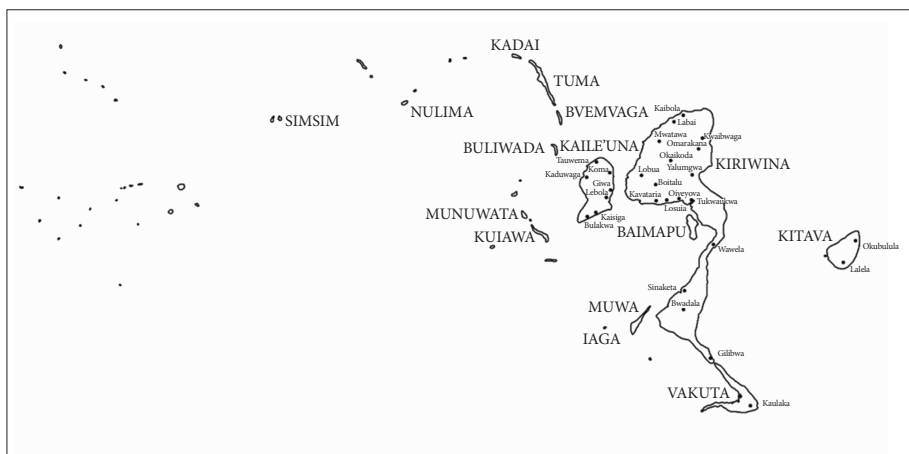 KADAI
TUMA
NULIMA
SIMSIM
BVEMVAGA
Kaibola
Labai
Mwatawa
Kwaibwaga
Omarakana
BULIWADA
KAILE'UNA
Okaikoda
Tauwema
Koma
Yalumgwa
KIRIWINA
Kaduwaga
Lobua
Giwa
Boitalu
Lebola
Kavataria
Oiveyova
Tukwaukwa
Losuia
MUNUWATA
Kaisiga
Bulakwa
BAIMAPU
KUIAWA
KITAVA
Okubulula
Wawela
Lalela
Sinaketa
MUWA
Bwadala
IAGA
Gilibwa
VAKUTA
Kaulaka